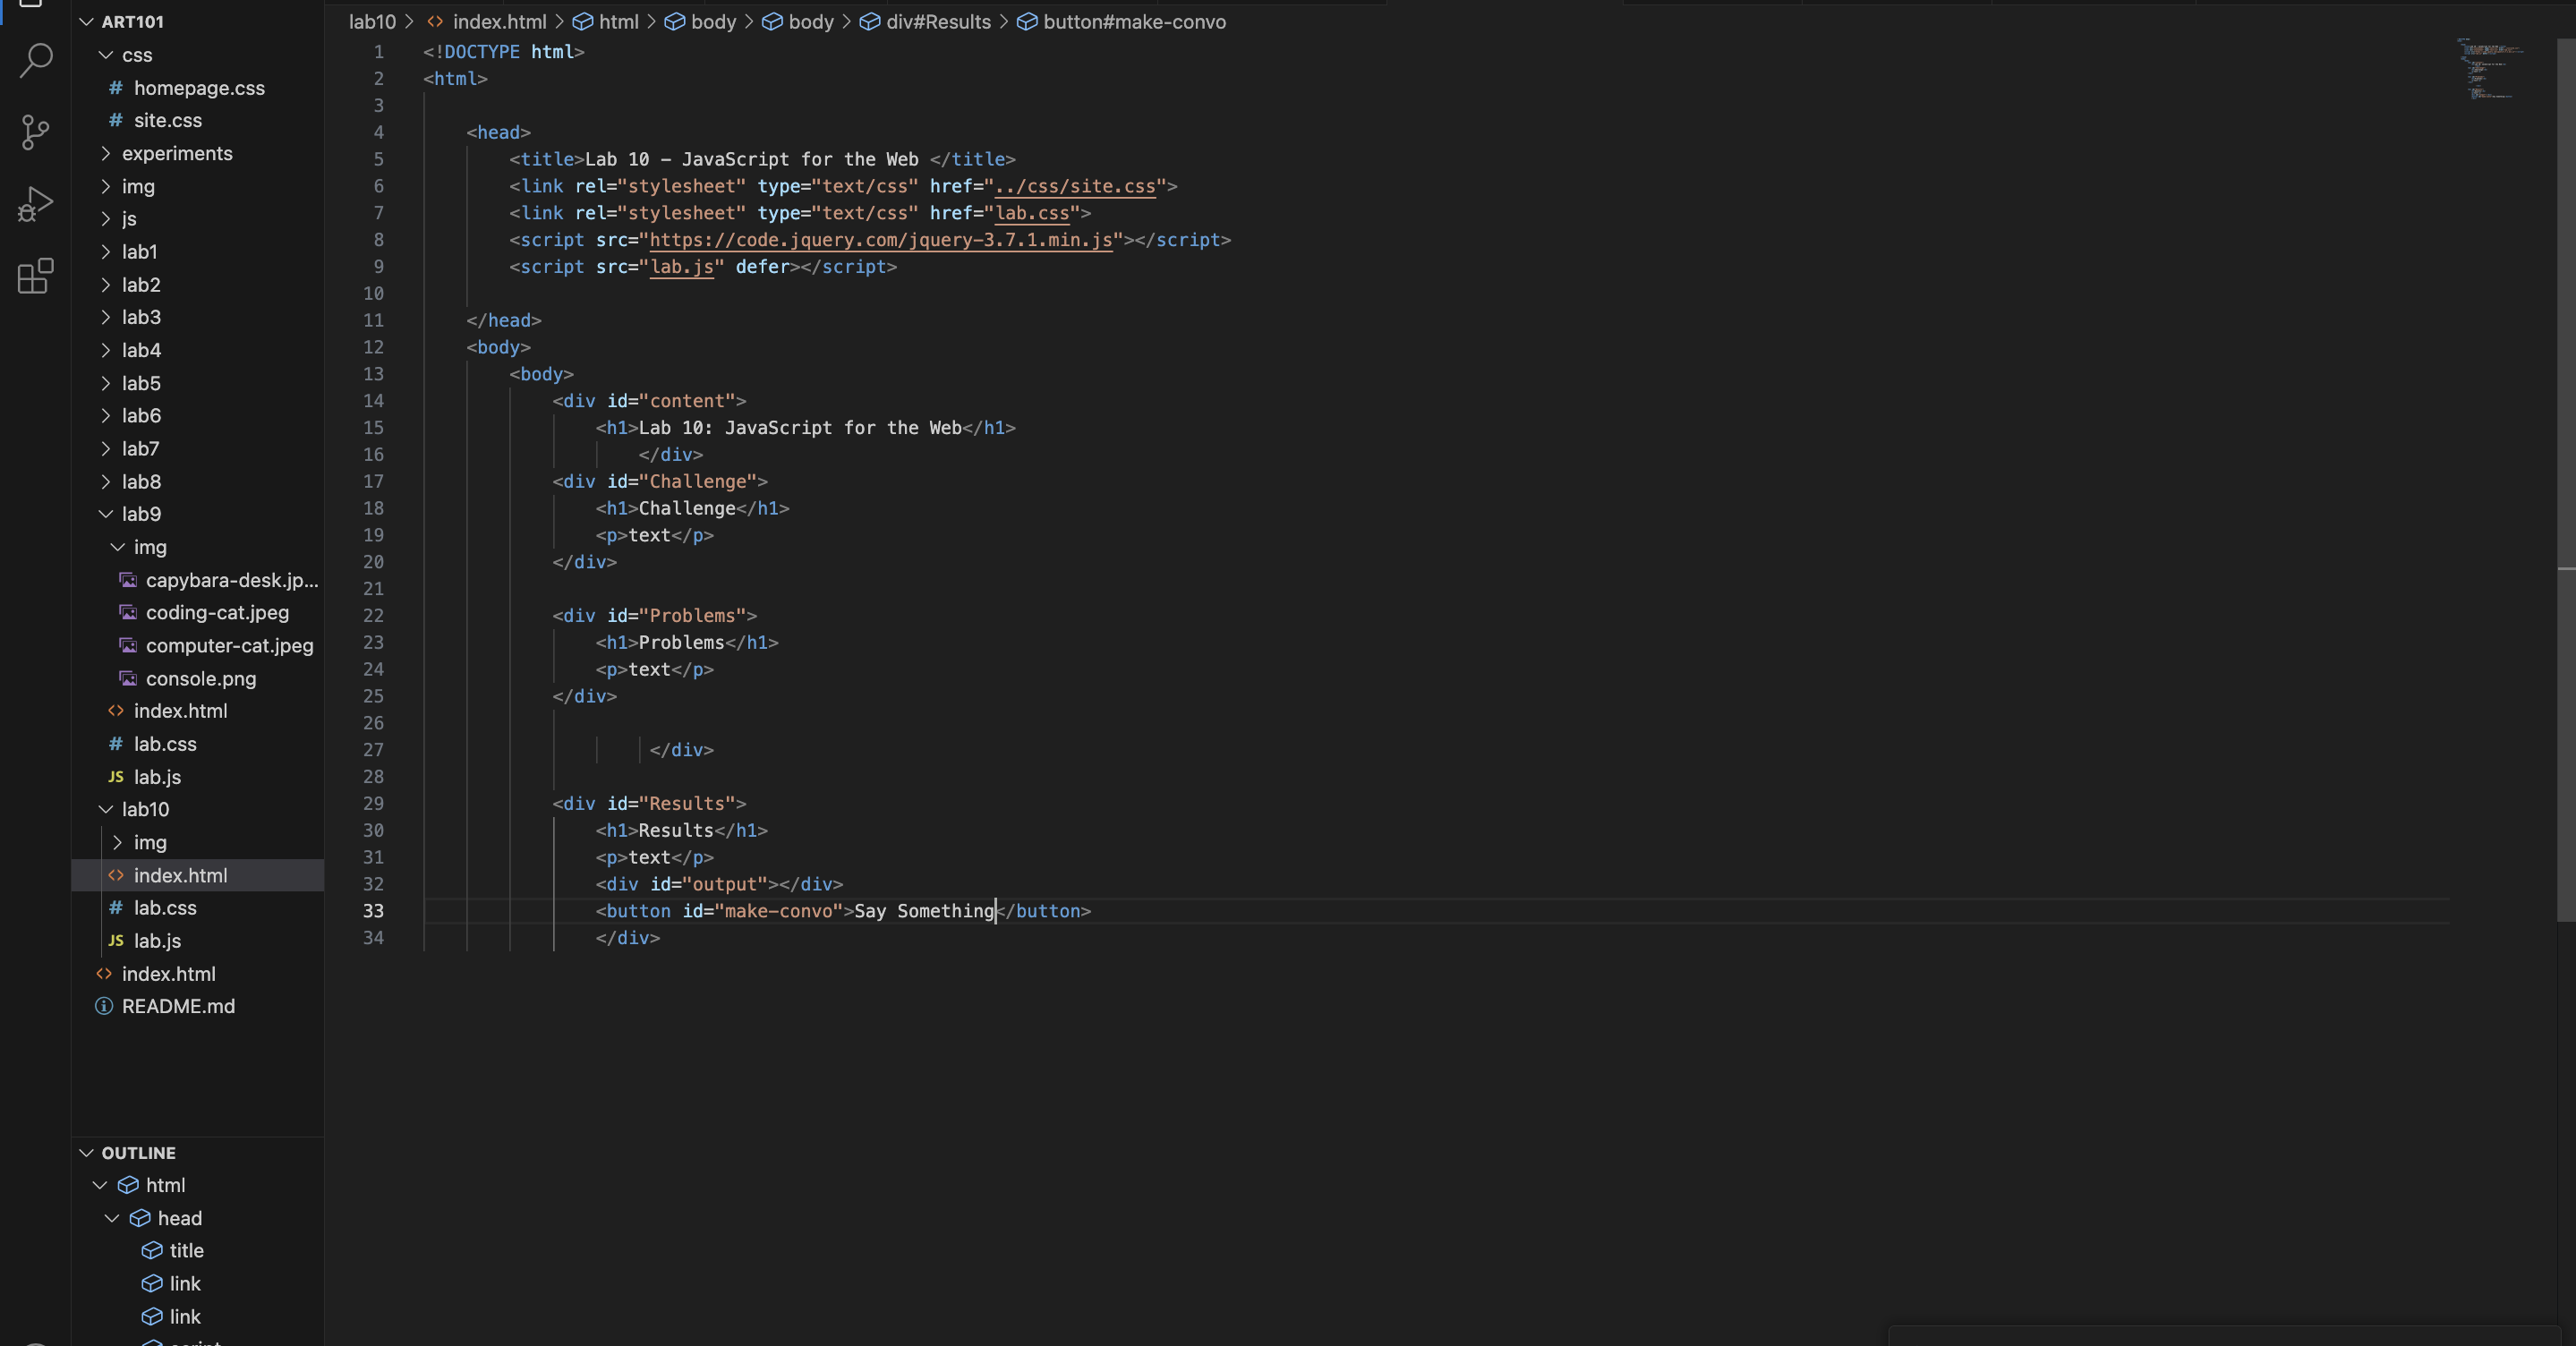 ART101
css
# homepage.css
# site.css
experiments
img
js
lab1
lab2
lab3
lab4
lab5
lab6
lab7
lab8
lab9
img
capybara-desk.jp...
coding-cat.jpeg
computer-cat.jpeg
console.png
<> index.html
# lab.css
JS lab.js
lab10
img
<> index.html
# lab.css
JS lab.js
<> index.html
README.md
OUTLINE
html
head
title
link
link
script
lab10 > <> index.html > html > body > body > div#Results > button#make-convo
1 <!DOCTYPE html>
2 <html>
3
4 <head>
5 <title>Lab 10 - JavaScript for the Web </title>
6 <link rel="stylesheet" type="text/css" href="../css/site.css">
7 <link rel="stylesheet" type="text/css" href="lab.css">
8 <script src="https://code.jquery.com/jquery-3.7.1.min.js"></script>
9 <script src="lab.js" defer></script>
10
11 </head>
12 <body>
13 <body>
14 <div id="content">
15 <h1>Lab 10: JavaScript for the Web</h1>
16 </div>
17 <div id="Challenge">
18 <h1>Challenge</h1>
19 <p>text</p>
20 </div>
21
22 <div id="Problems">
23 <h1>Problems</h1>
24 <p>text</p>
25 </div>
26
27 </div>
28
29 <div id="Results">
30 <h1>Results</h1>
31 <p>text</p>
32 <div id="output"></div>
33 <button id="make-convo">Say Something</button>
34 </div>